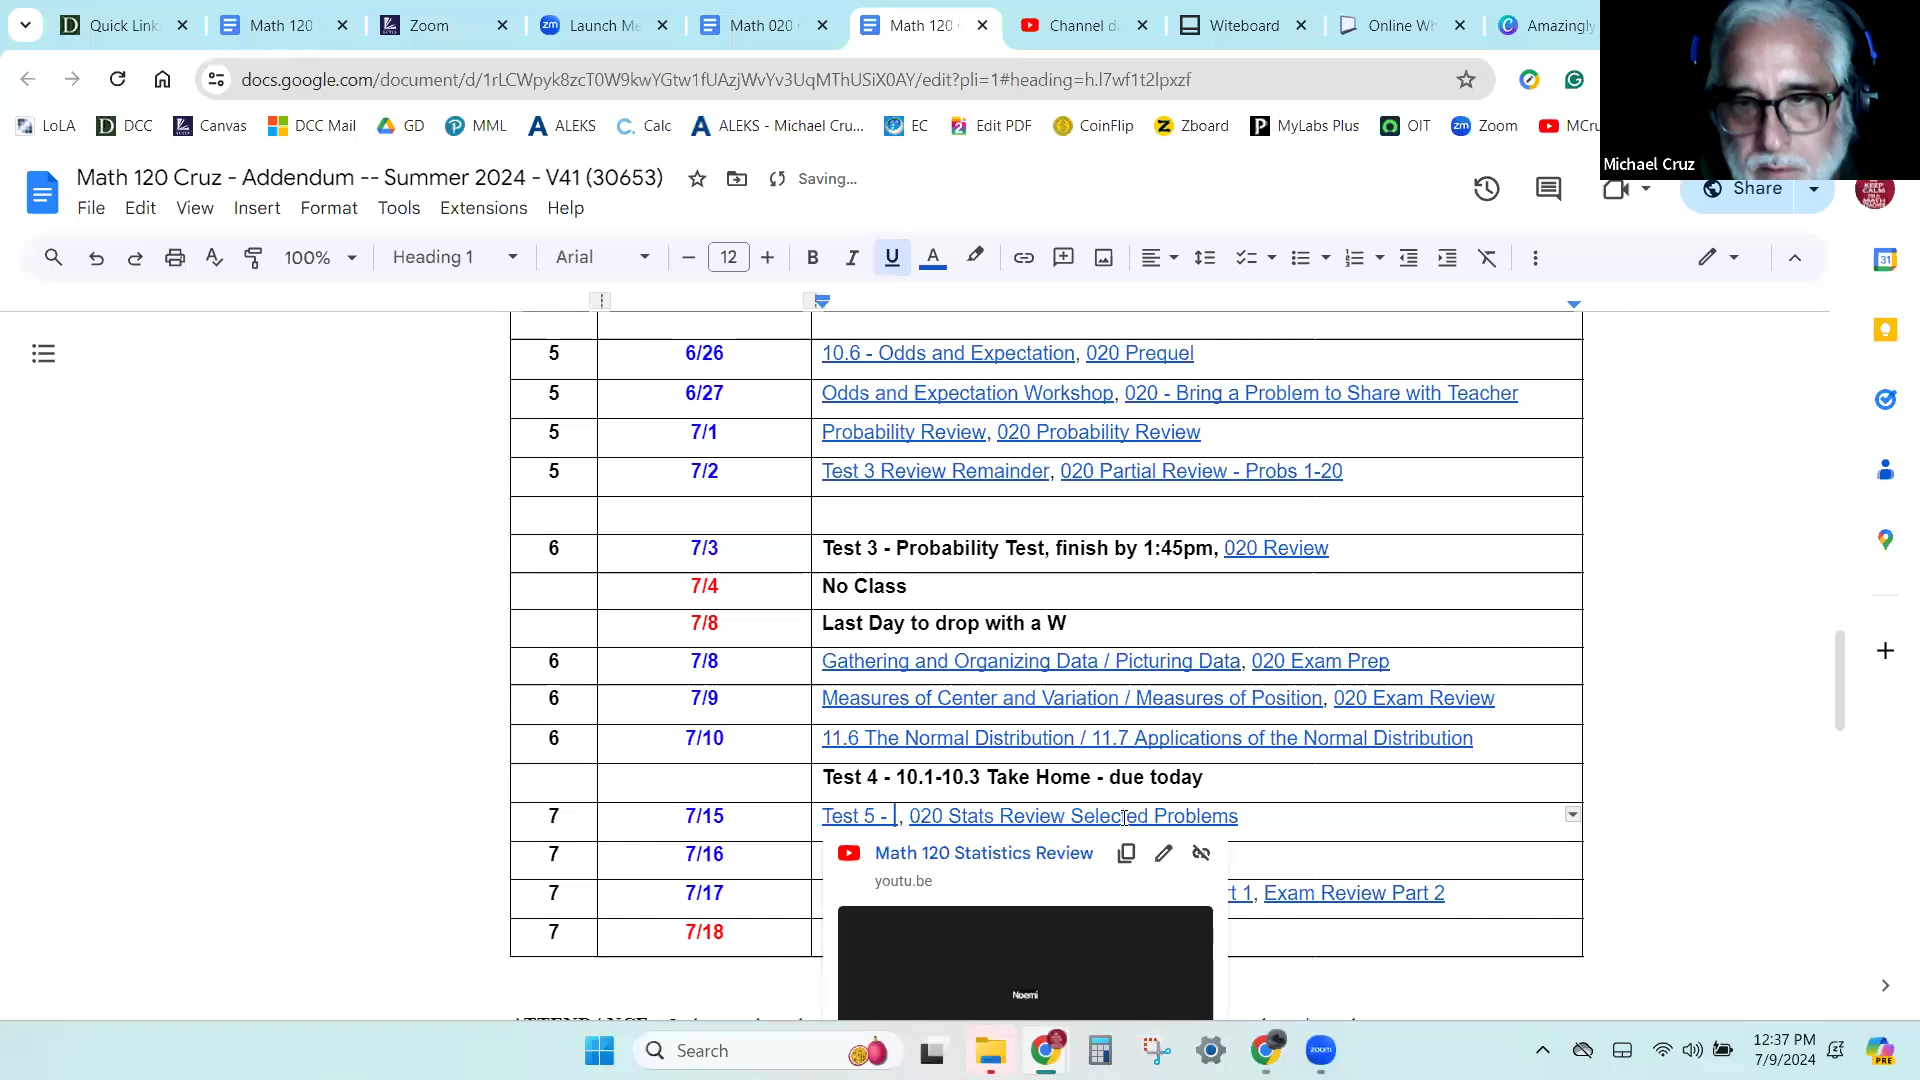 Quick Link
Math 120
Zoom
Launch Me
Math 020
Math 120
Channel d
Witeboard
Online Wh
Amazingly
docs.google.com/document/d/1rLCWpyk8zcT0W9kwYGtw1fUAzjWvYv3UqMThUSiX0AY/edit?pli=1#heading=h.l7wf1t2lpxzf
LoLA
DCC
Canvas
DCC Mail
GD
MML
ALEKS
Calc
ALEKS - Michael Cru...
EC
Edit PDF
CoinFlip
Zboard
MyLabs Plus
OIT
Zoom
MCru
Michael Cruz
Math 120 Cruz - Addendum -- Summer 2024 - V41 (30653)
Saving...
Share
File Edit View Insert Format Tools Extensions Help
100% Heading 1 Arial 12
5 6/26 10.6 - Odds and Expectation, 020 Prequel
5 6/27 Odds and Expectation Workshop, 020 - Bring a Problem to Share with Teacher
5 7/1 Probability Review, 020 Probability Review
5 7/2 Test 3 Review Remainder, 020 Partial Review - Probs 1-20
6 7/3 Test 3 - Probability Test, finish by 1:45pm, 020 Review
7/4 No Class
7/8 Last Day to drop with a W
6 7/8 Gathering and Organizing Data / Picturing Data, 020 Exam Prep
6 7/9 Measures of Center and Variation / Measures of Position, 020 Exam Review
6 7/10 11.6 The Normal Distribution / 11.7 Applications of the Normal Distribution
Test 4 - 10.1-10.3 Take Home - due today
7 7/15 Test 5 - , 020 Stats Review Selected Problems
7 7/16
Math 120 Statistics Review
youtu.be
7 7/17 rt 1, Exam Review Part 2
7 7/18
Noemi
Search
zoom
12:37 PM
7/9/2024